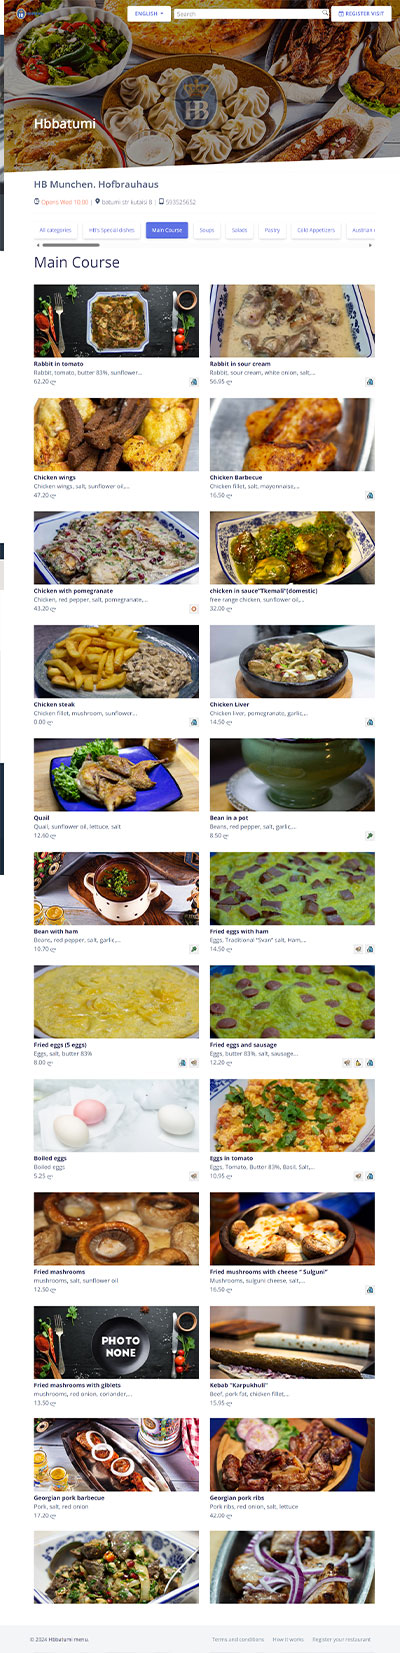 ENGLISH
Search
REGISTER VISIT
HB
Hbbatumi
HB Munchen. Hofbrauhaus
Opens Wed 10:00 | batumi str kutaisi 8 | 593525652
All categories
HB's Special dishes
Main Course
Soups
Salads
Pastry
Cold Appetizers
Austrian
Main Course
Rabbit in tomato
Rabbit, tomato, butter 83%, sunflower...
62.20
Rabbit in sour cream
Rabbit, sour cream, white onion, salt,...
56.95
Chicken wings
Chicken wings, salt, sunflower oil,...
47.20
Chicken Barbecue
Chicken fillet, salt, mayonnaise,...
16.50
Chicken with pomegranate
Chicken, red pepper, salt, pomegranate,...
43.20
chicken in sauce"Tkemali"(domestic)
free range chicken, sunflower oil,...
32.00
Chicken steak
Chicken fillet, mushroom, sunflower...
0.00
Chicken Liver
Chicken liver, pomegranate, garlic,...
14.50
Quail
Quail, sunflower oil, lettuce, salt
12.60
Bean in a pot
Beans, red pepper, salt, garlic,...
8.50
Bean with ham
Beans, red pepper, salt, garlic,...
10.70
Fried eggs with ham
Eggs, Traditional "Svan" salt, Ham,...
14.50
Fried eggs (5 eggs)
Eggs, salt, butter 83%
8.00
Fried eggs and sausage
Eggs, butter 83%, salt, sausage...
12.20
Boiled eggs
Boiled eggs
5.25
Eggs in tomato
Eggs, Tomato, Butter 83%, Basil, Salt,...
10.95
Fried mashrooms
mushrooms, salt, sunflower oil
12.50
Fried mushrooms with cheese " Sulguni"
Mushrooms, sulguni cheese, salt,...
16.50
PHOTO
NONE
Fried mashrooms with giblets
mushrooms, red onion, coriander,...
13.50
Kebab "Karpukhuli"
Beef, pork fat, chicken fillet,...
15.95
Georgian pork barbecue
Pork, salt, red onion
17.20
Georgian pork ribs
Pork ribs, red onion, salt, lettuce
42.00
© 2024 Hbbatumi menu.
Terms and conditions
How it works
Register your restaurant